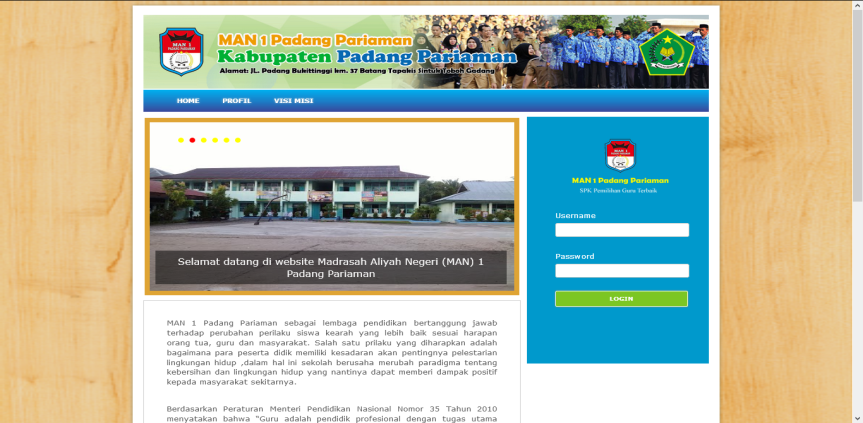 MAN 1
MAN 1 Padang Pariaman
Kabupaten Padang Pariaman
Alamat: JL. Padang Bukittinggi km. 37 Batang Tapakis Sintuk Toboh Gadang
HOME PROFIL VISI MISI
Selamat datang di website Madrasah Aliyah Negeri (MAN) 1
Padang Pariaman
MAN 1
MAN 1 Padang Pariaman
SPK Pemilihan Guru Terbaik
Username
Password
LOGIN
MAN 1 Padang Pariaman sebagai lembaga pendidikan bertanggung jawab
terhadap perubahan perilaku siswa kearah yang lebih baik sesuai harapan
orang tua, guru dan masyarakat. Salah satu prilaku yang diharapkan adalah
bagaimana para peserta didik memiliki kesadaran akan pentingnya pelestarian
lingkungan hidup ,dalam hal ini sekolah berusaha merubah paradigma tentang
kebersihan dan lingkungan hidup yang nantinya dapat memberi dampak positif
kepada masyarakat sekitarnya.
Berdasarkan Peraturan Menteri Pendidikan Nasional Nomor 35 Tahun 2010
menyatakan bahwa "Guru adalah pendidik profesional dengan tugas utama